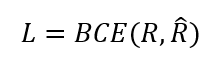 L = BCE(R, R̂)